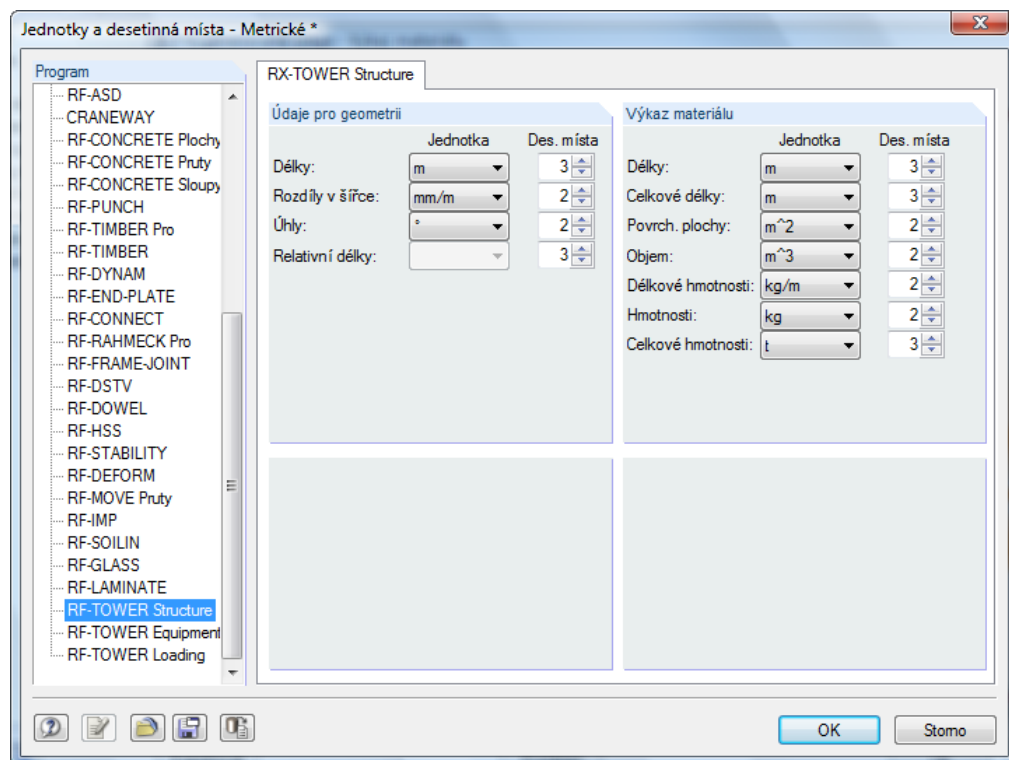 Jednotky a desetinná místa - Metrické *
Program
RF-ASD
CRANEWAY
RF-CONCRETE Plochy
RF-CONCRETE Pruty
RF-CONCRETE Sloupy
RF-PUNCH
RF-TIMBER Pro
RF-TIMBER
RF-DYNAM
RF-END-PLATE
RF-CONNECT
RF-RAHMECK Pro
RF-FRAME-JOINT
RF-DSTV
RF-DOWEL
RF-HSS
RF-STABILITY
RF-DEFORM
RF-MOVE Pruty
RF-IMP
RF-SOILIN
RF-GLASS
RF-LAMINATE
RF-TOWER Structure
RF-TOWER Equipment
RF-TOWER Loading
RX-TOWER Structure
Údaje pro geometrii
Jednotka Des. místa
Délky: m 3
Rozdíly v šířce: mm/m 2
Úhly: ° 2
Relativní délky: 3
Výkaz materiálu
Jednotka Des. místa
Délky: m 3
Celkové délky: m 3
Povrch. plochy: m^2 2
Objem: m^3 2
Délkové hmotnosti: kg/m 2
Hmotnosti: kg 2
Celkové hmotnosti: t 3
OK
Storno